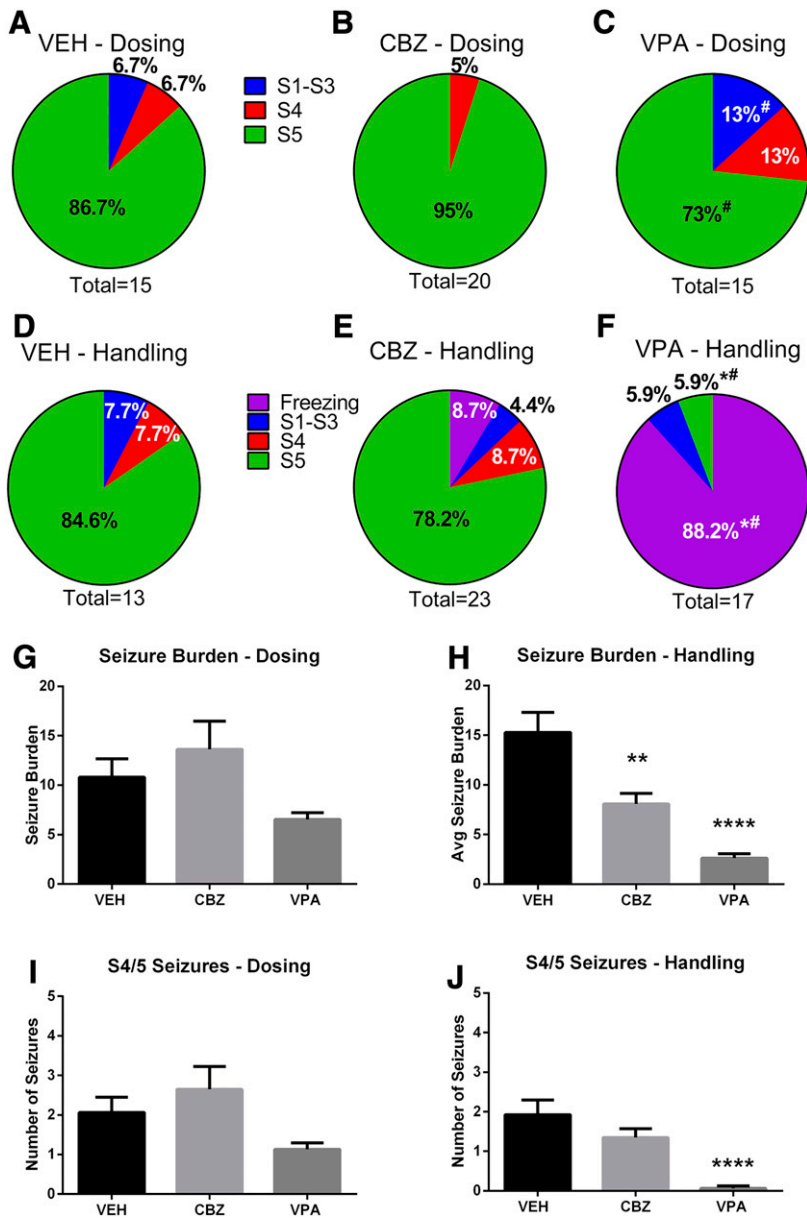 A
VEH - Dosing
6.7%
6.7%
86.7%
Total=15
S1-S3
S4
S5
B
CBZ - Dosing
5%
95%
Total=20
C
VPA - Dosing
13%#
13%
73%#
Total=15
D
VEH - Handling
7.7%
7.7%
84.6%
Total=13
Freezing
S1-S3
S4
S5
E
CBZ - Handling
8.7%
4.4%
8.7%
78.2%
Total=23
F
VPA - Handling
5.9%
5.9%*#
88.2%*#
Total=17
G
Seizure Burden - Dosing
Seizure Burden
20
15
10
5
0
VEH CBZ VPA
H
Seizure Burden - Handling
Avg Seizure Burden
20
15
10
5
0
**
****
VEH CBZ VPA
I
S4/5 Seizures - Dosing
Number of Seizures
5
4
3
2
1
0
VEH CBZ VPA
J
S4/5 Seizures - Handling
Number of Seizures
5
4
3
2
1
0
****
VEH CBZ VPA